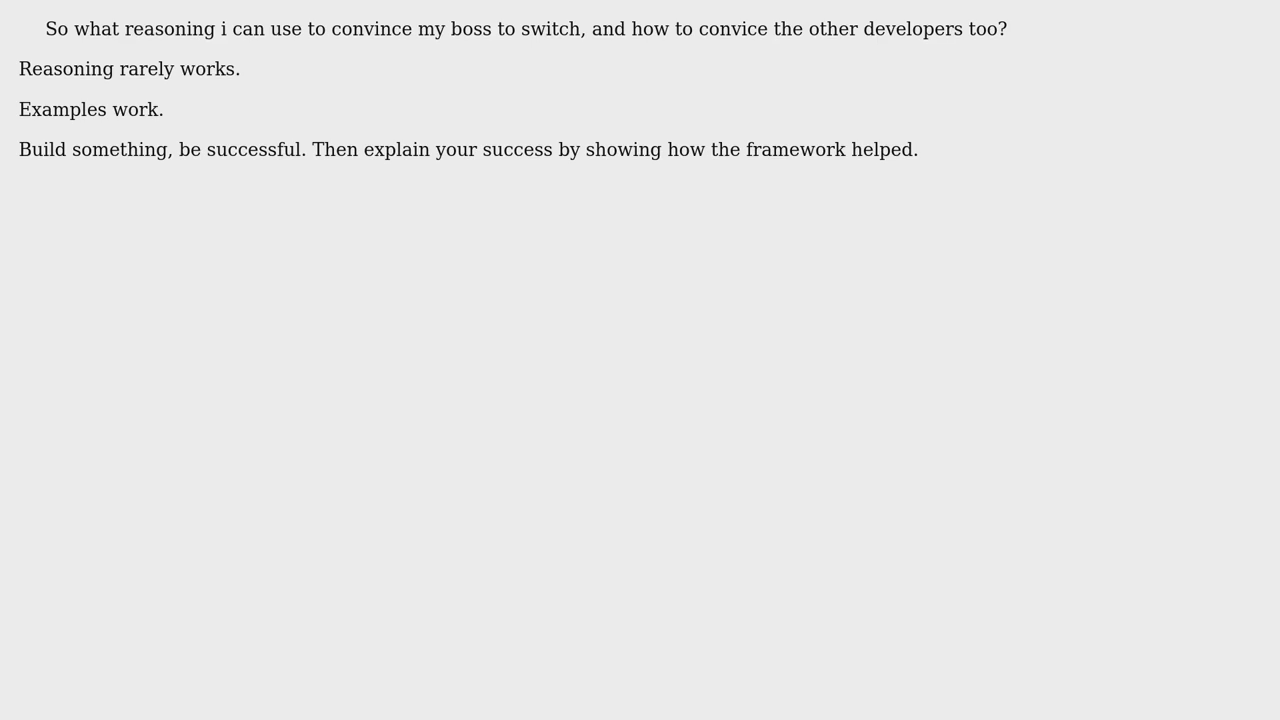 So what reasoning i can use to convince my boss to switch, and how to convice the other developers too?
Reasoning rarely works.
Examples work.
Build something, be successful. Then explain your success by showing how the framework helped.